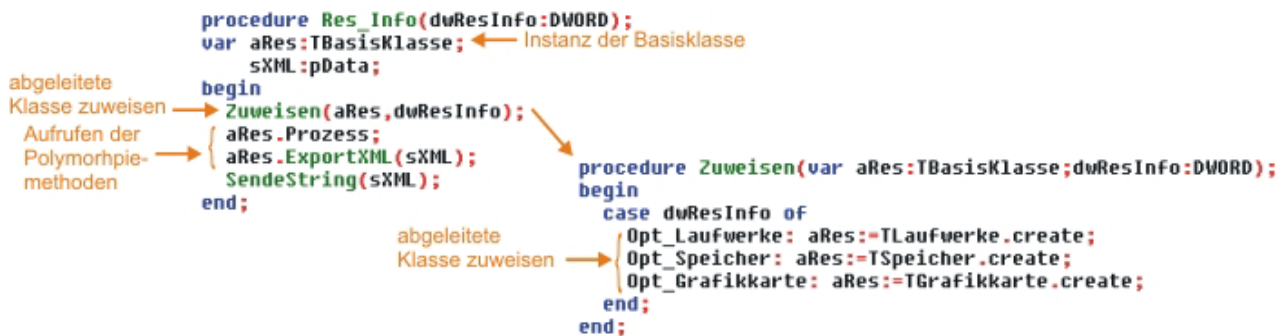 procedure Res_Info(dwResInfo:DWORD);
var aRes:TBasisKlasse;
Instanz der Basisklasse
sXML:pData;
begin
abgeleitete
Klasse zuweisen
Zuweisen(aRes,dwResInfo);
Aufrufen der
Polymorhpie-
methoden
aRes.Prozess;
aRes.ExportXML(sXML);
SendeString(sXML);
end;
procedure Zuweisen(var aRes:TBasisKlasse;dwResInfo:DWORD);
begin
case dwResInfo of
abgeleitete
Klasse zuweisen
Opt_Laufwerke: aRes:=TLaufwerke.create;
Opt_Speicher: aRes:=TSpeicher.create;
Opt_Grafikkarte: aRes:=TGrafikkarte.create;
end;
end;